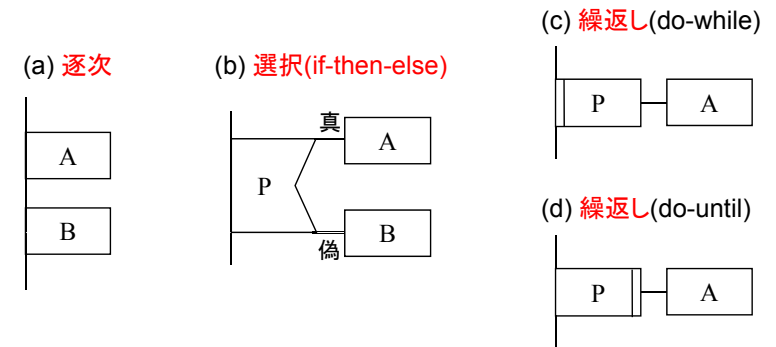 (a) 逐次
A
B
(b) 選択(if-then-else)
真
A
P
B
偽
(c) 繰返し(do-while)
P A
(d) 繰返し(do-until)
P A